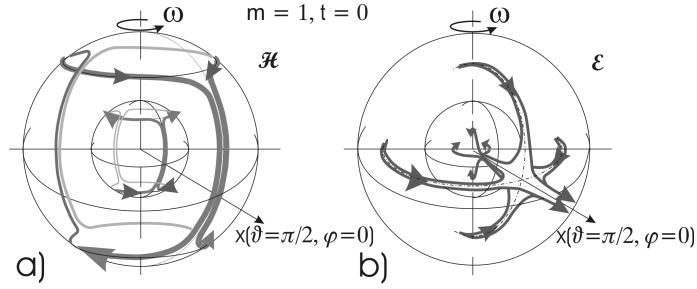 ω m = 1, t = 0 ω
ℋ ℰ
x(ϑ=π/2, φ=0) x(ϑ=π/2, φ=0)
a) b)